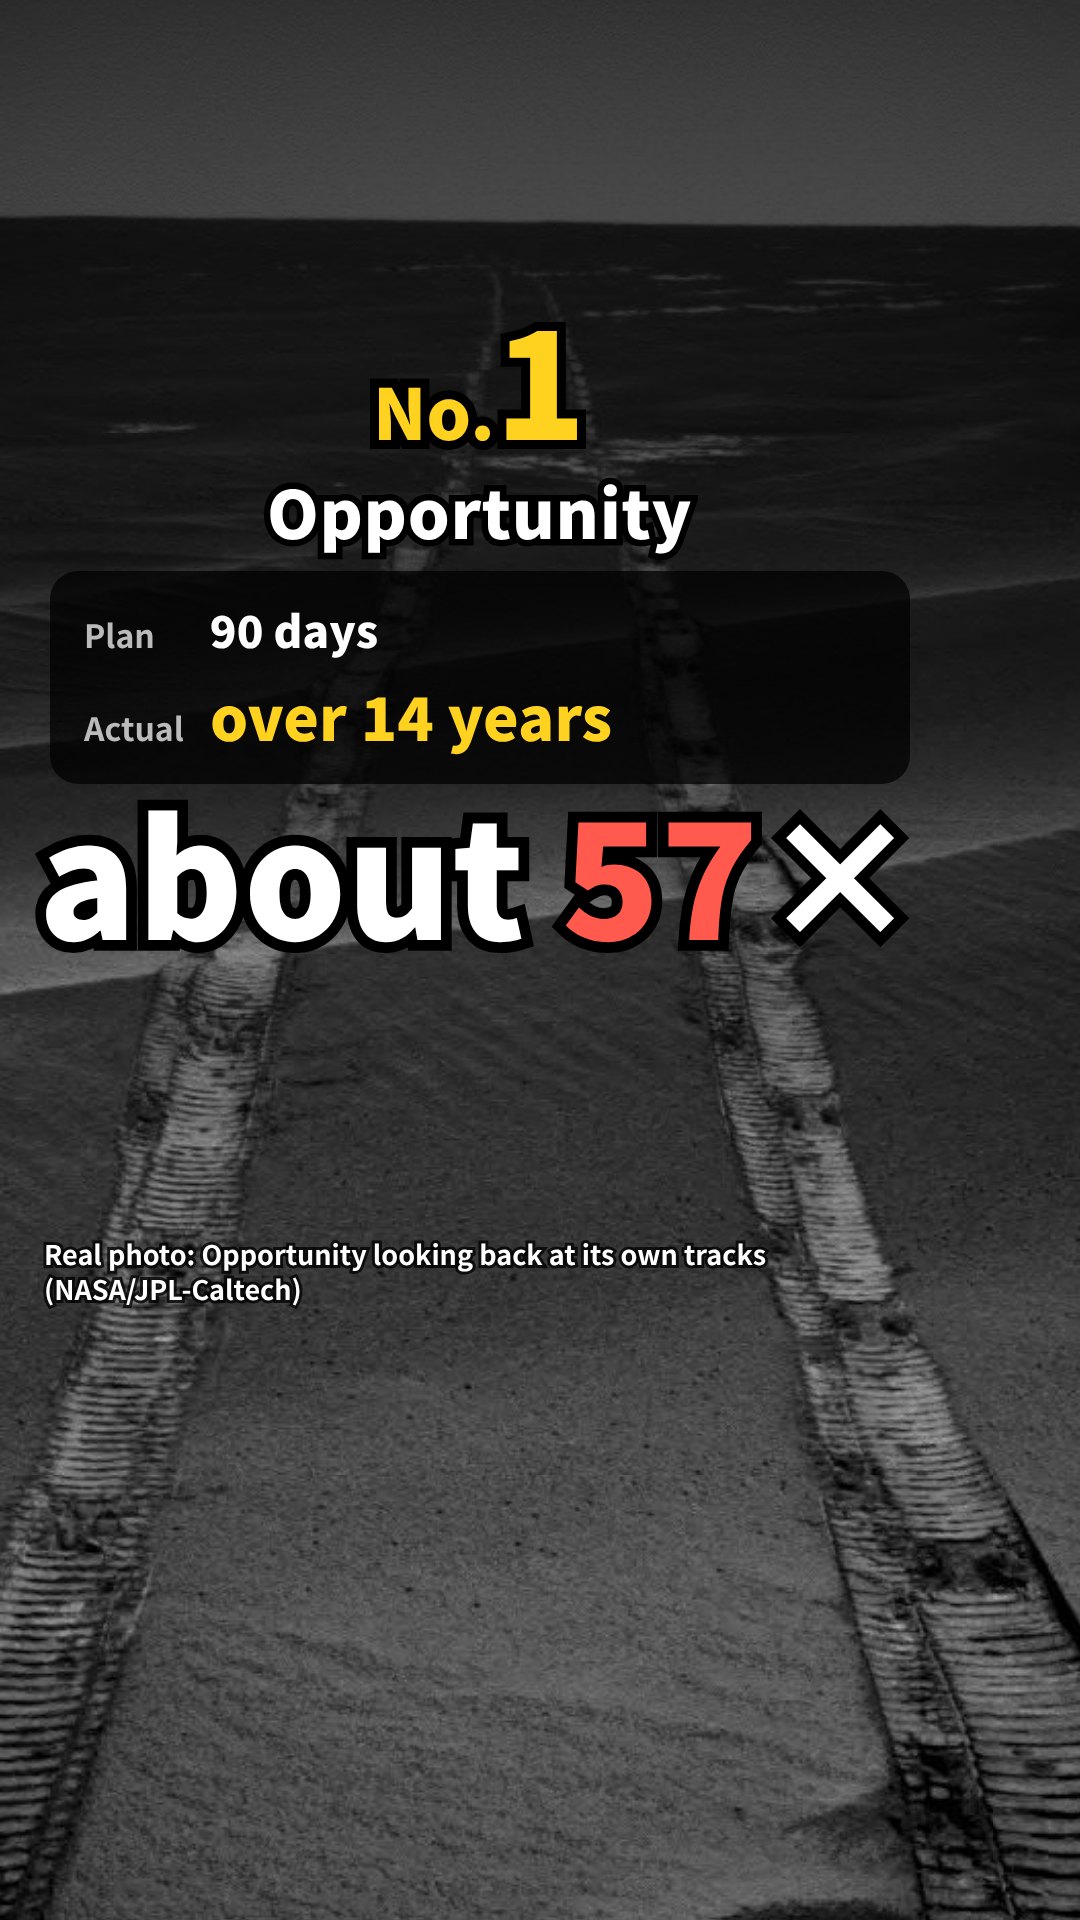 No.1
Opportunity
Plan 90 days
Actual over 14 years
about 57×
Real photo: Opportunity looking back at its own tracks
(NASA/JPL-Caltech)